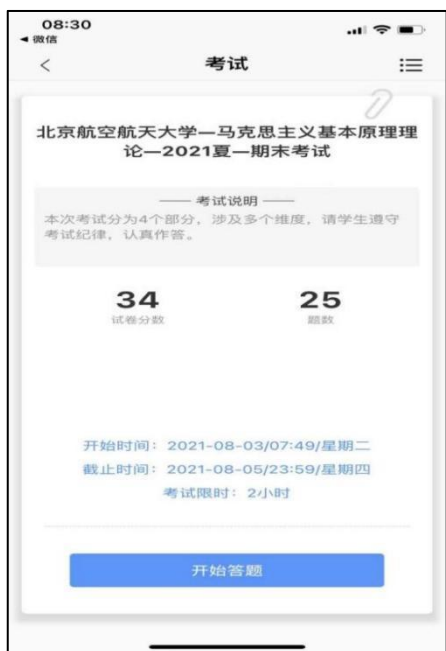 08:30
微信
考试
北京航空航天大学—马克思主义基本原理理
论—2021夏—期末考试
—— 考试说明 ——
本次考试分为4个部分，涉及多个维度，请学生遵守
考试纪律，认真作答。
34 25
试卷分数 题数
开始时间：2021-08-03/07:49/星期二
截止时间：2021-08-05/23:59/星期四
考试限时：2小时
开始答题